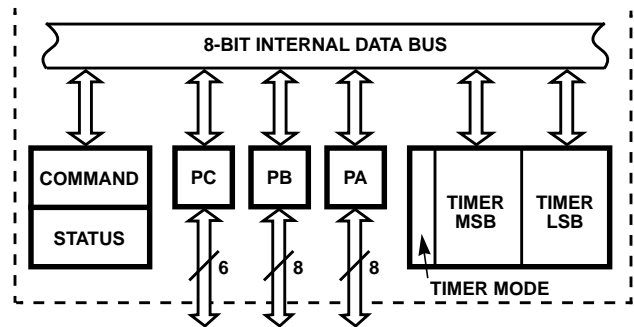 8-BIT INTERNAL DATA BUS
COMMAND
STATUS
PC
PB
PA
TIMER
MSB
TIMER
LSB
6
8
8
TIMER MODE